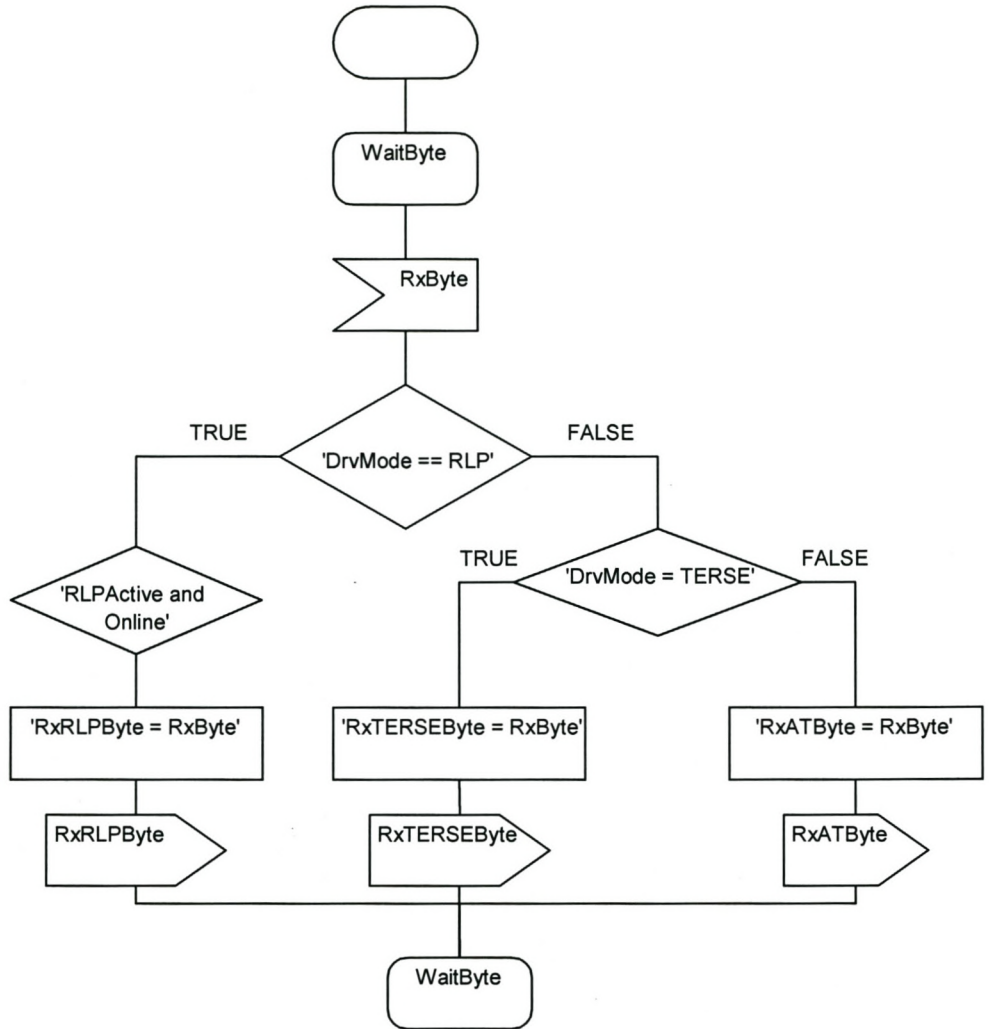 WaitByte
RxByte
TRUE
FALSE
'DrvMode == RLP'
TRUE
FALSE
'DrvMode = TERSE'
'RLPActive and
Online'
'RxRLPByte = RxByte'
'RxTERSEByte = RxByte'
'RxATByte = RxByte'
RxRLPByte
RxTERSEByte
RxATByte
WaitByte